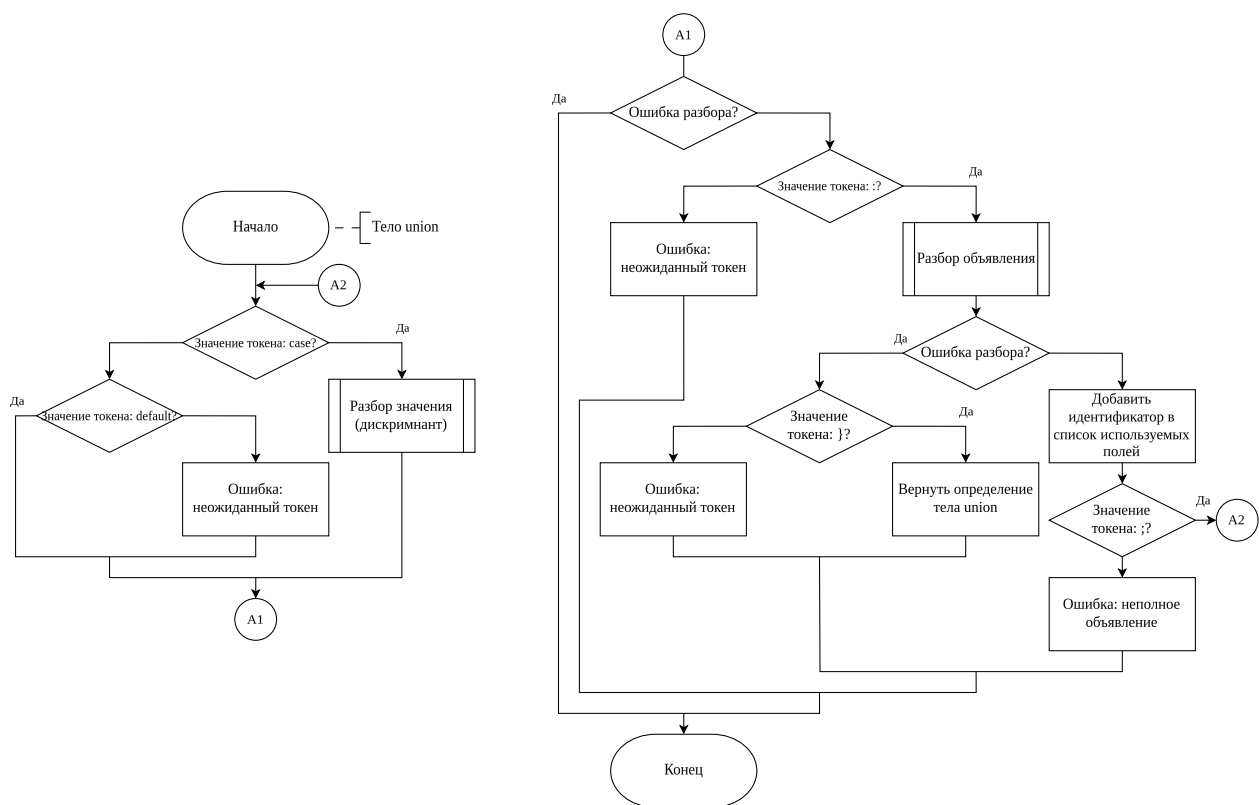 Начало
Тело union
A2
Значение токена: case?
Да
Да
Значение токена: default?
Разбор значения
(дискримнант)
Ошибка:
неожиданный токен
A1
A1
Да
Ошибка разбора?
Значение токена: :?
Да
Ошибка:
неожиданный токен
Разбор объявления
Да
Ошибка разбора?
Значение
токена: }?
Да
Добавить
идентификатор в
список используемых
полей
Ошибка:
неожиданный токен
Вернуть определение
тела union
Значение
токена: ;?
Да
A2
Ошибка: неполное
объявление
Конец